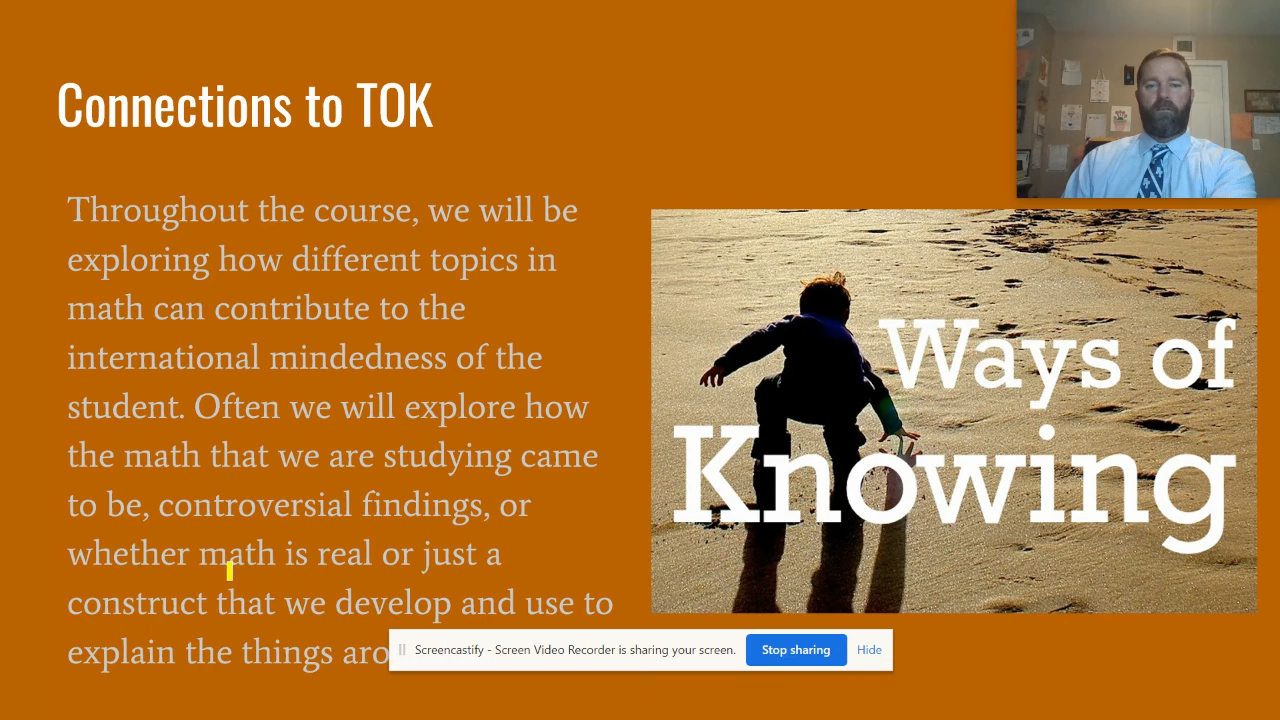 Connections to TOK
Throughout the course, we will be
exploring how different topics in
math can contribute to the
international mindedness of the
student. Often we will explore how
the math that we are studying came
to be, controversial findings, or
whether math is real or just a
construct that we develop and use to
explain the things aro
Ways of
Knowing
Screencastify - Screen Video Recorder is sharing your screen.
Stop sharing
Hide